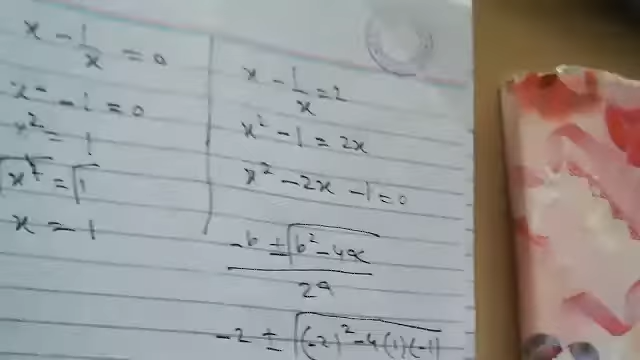 x - 1/x = 0
x² - 1 = 0
x² = 1
√x² = √1
x = 1
x - 1/x = 2
x² - 1 = 2x
x² - 2x - 1 = 0
-b ± √b² - 4ac
2a
-2 ± √(-2)² - 4(1)(-1)